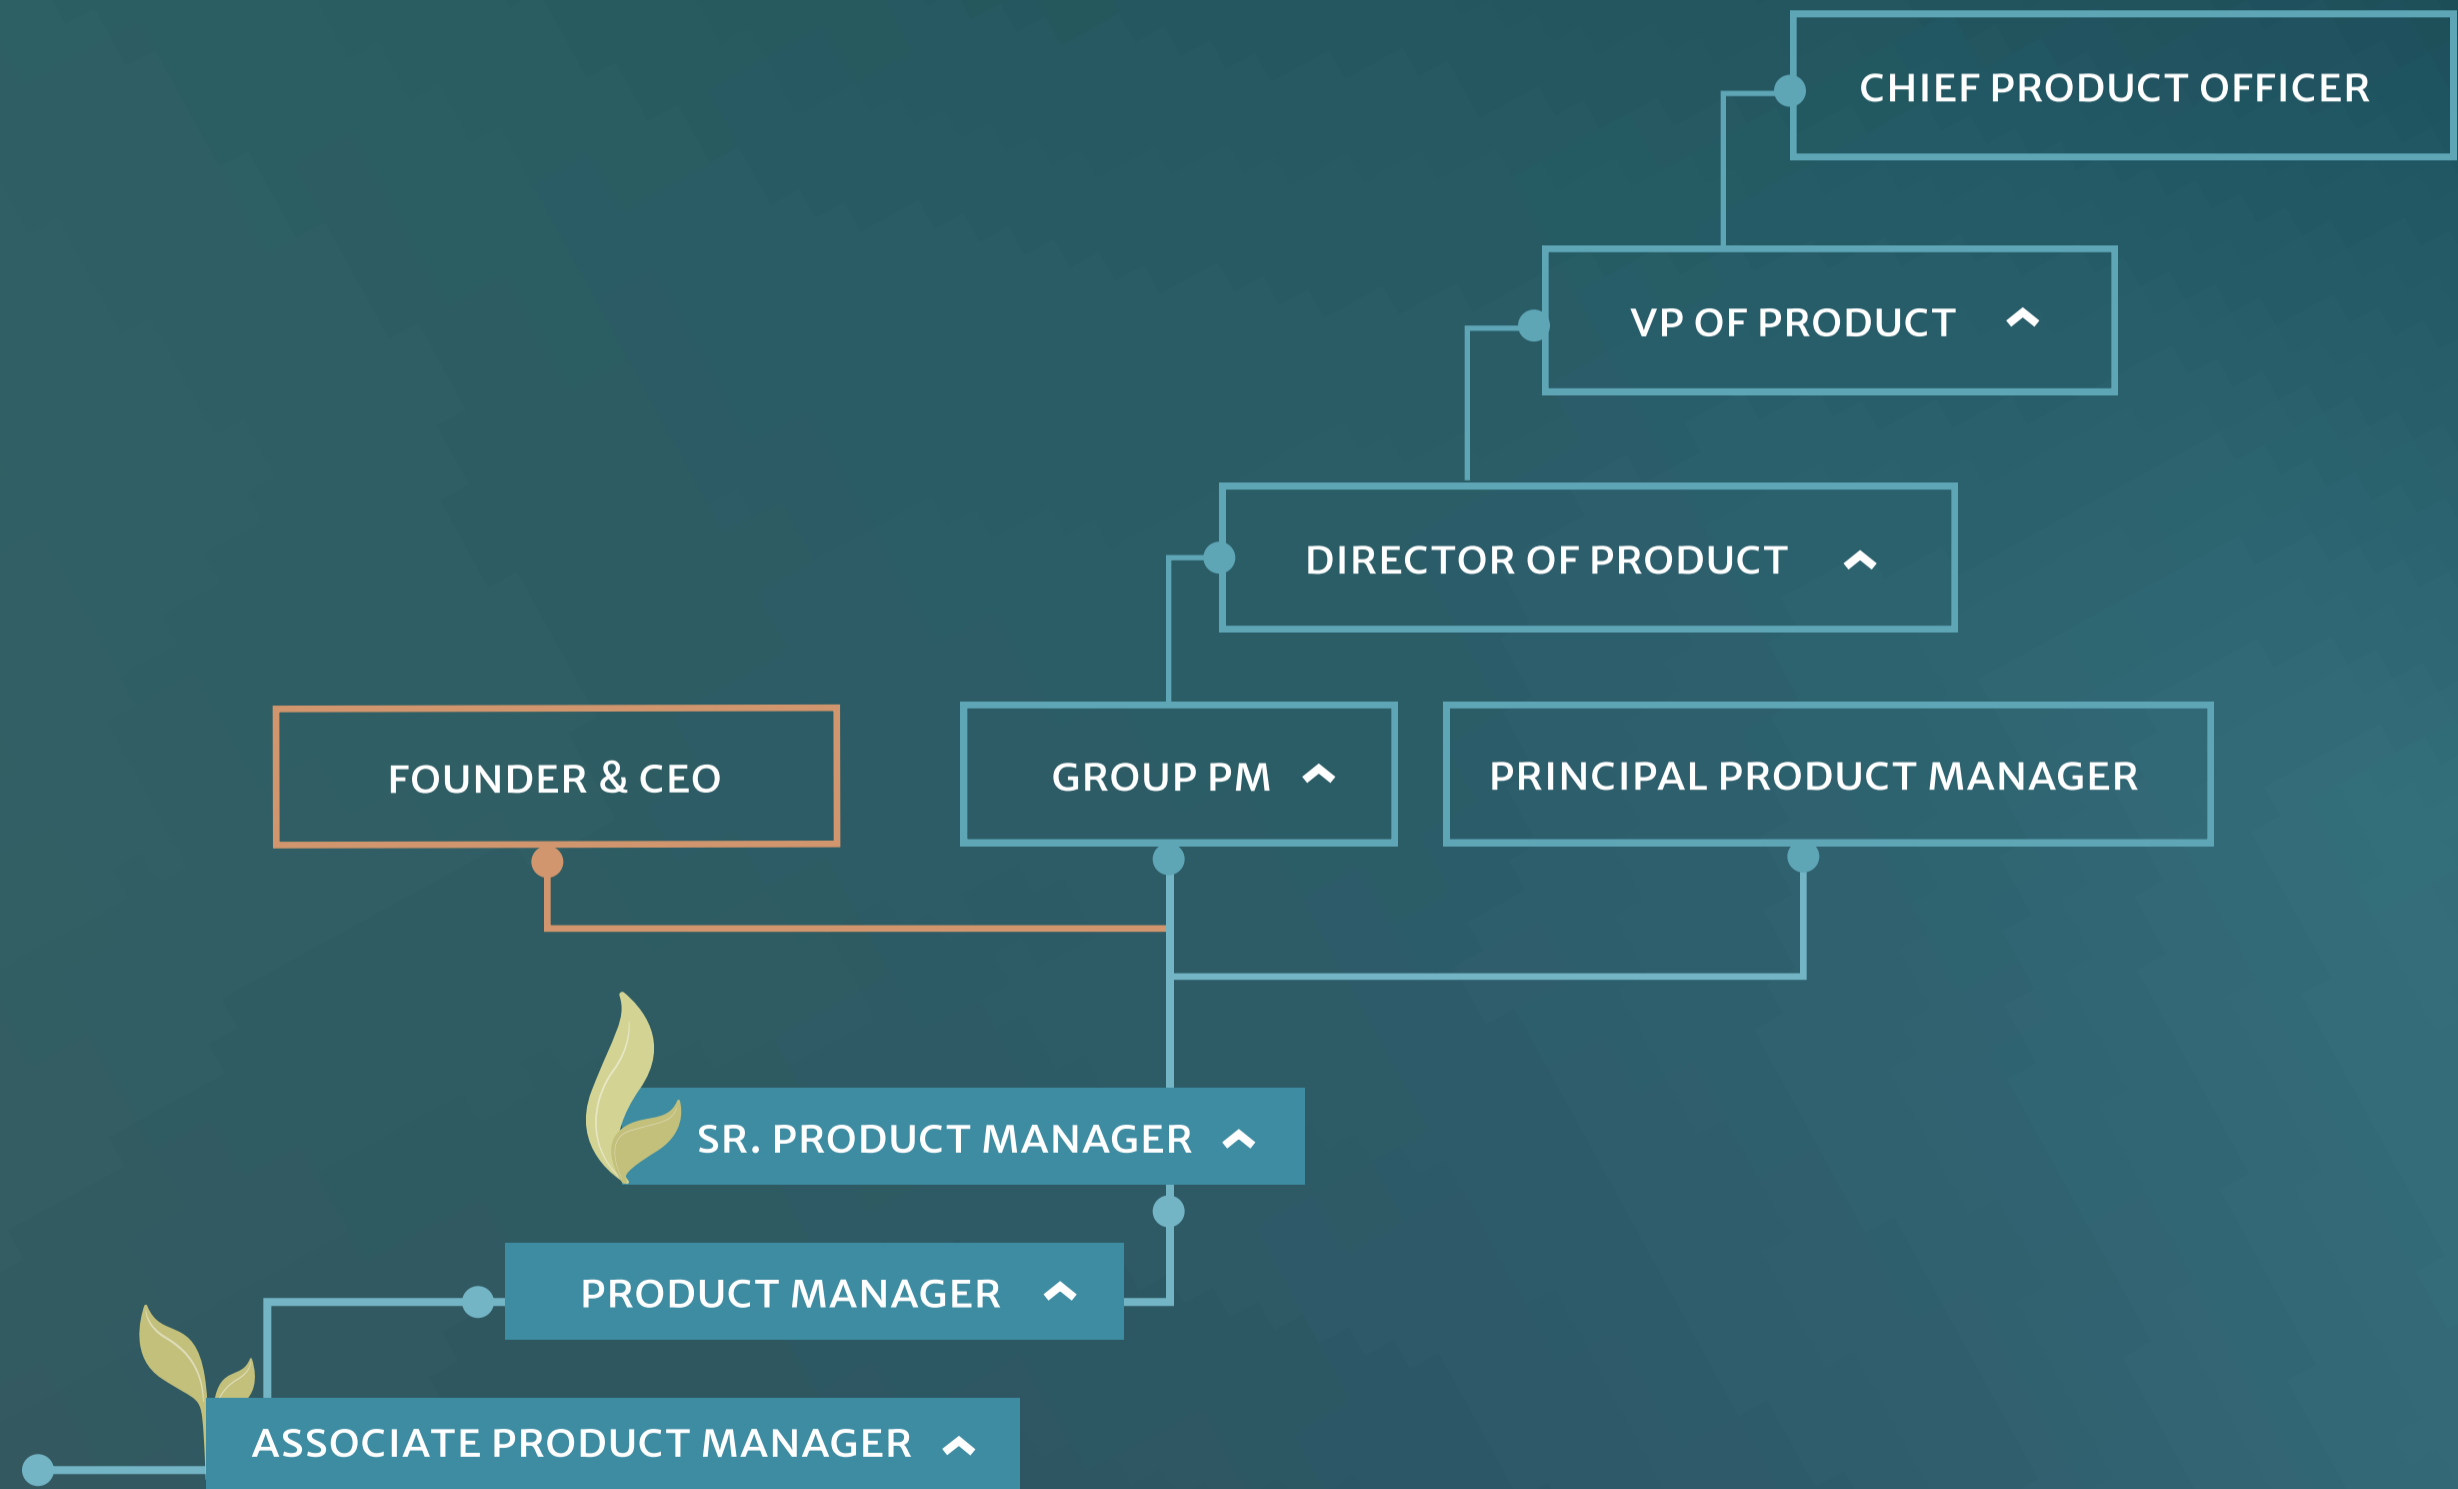 CHIEF PRODUCT OFFICER
VP OF PRODUCT
DIRECTOR OF PRODUCT
FOUNDER & CEO
GROUP PM
PRINCIPAL PRODUCT MANAGER
SR. PRODUCT MANAGER
PRODUCT MANAGER
ASSOCIATE PRODUCT MANAGER